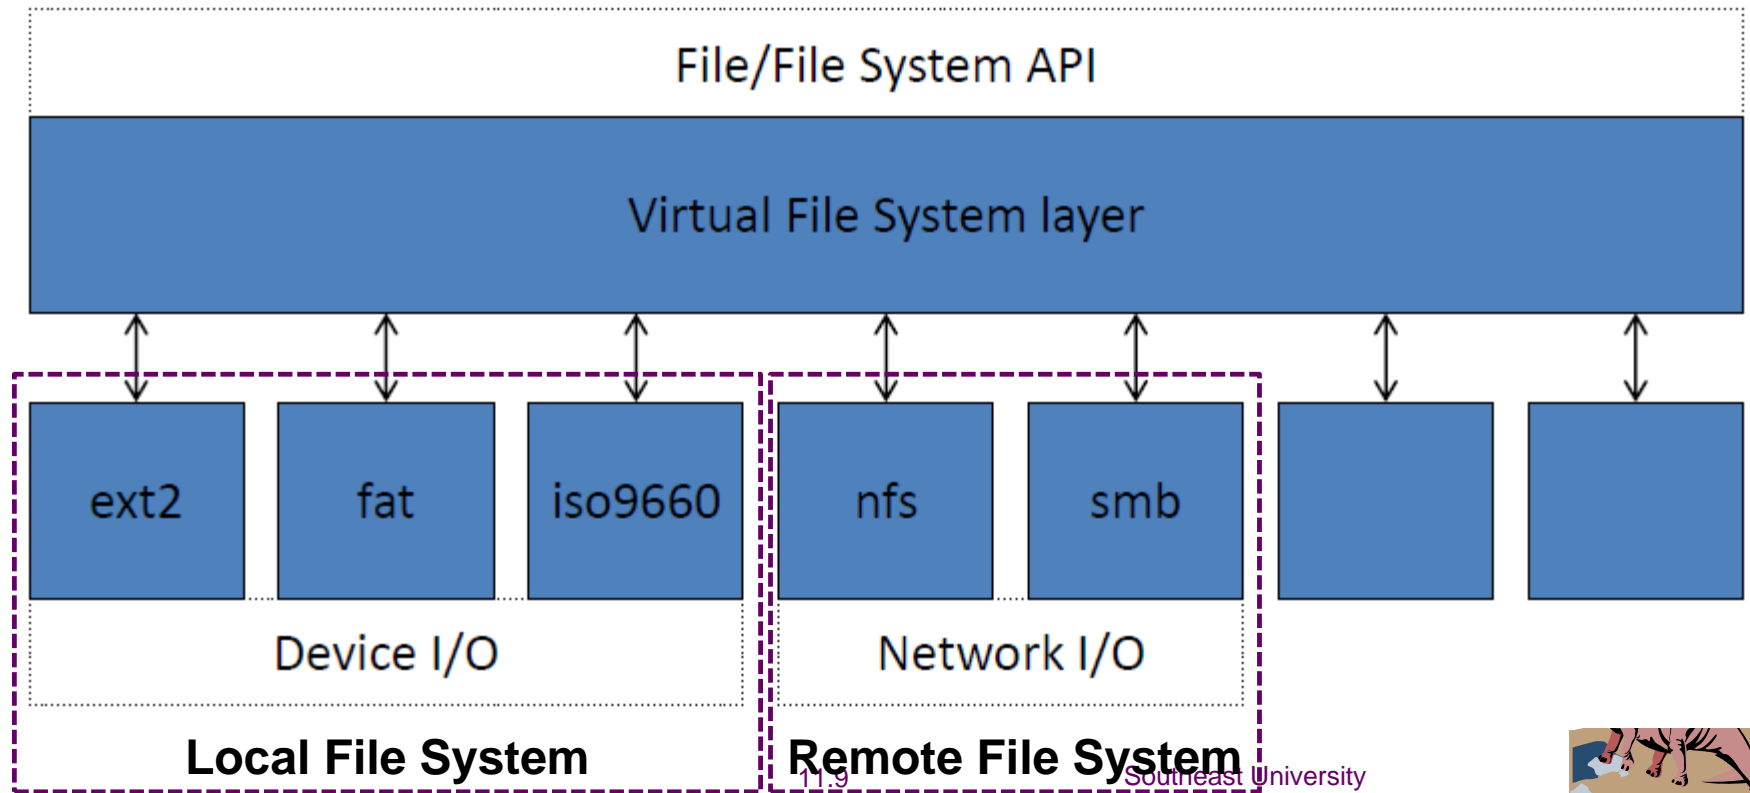 File/File System API
Virtual File System layer
ext2
fat
iso9660
nfs
smb
Device I/O
Network I/O
Local File System
Remote File System
11.9
Southeast University